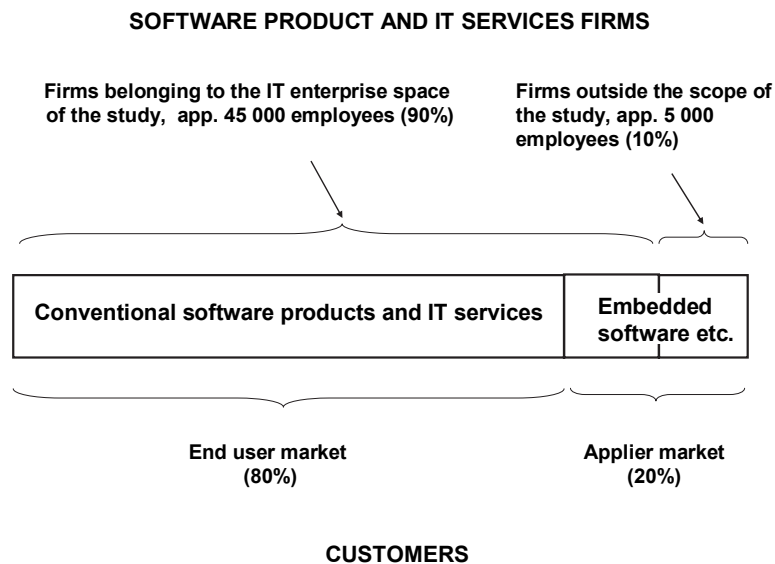 SOFTWARE PRODUCT AND IT SERVICES FIRMS
Firms belonging to the IT enterprise space
of the study, app. 45 000 employees (90%)
Firms outside the scope of
the study, app. 5 000
employees (10%)
Conventional software products and IT services
Embedded
software etc.
End user market
(80%)
Applier market
(20%)
CUSTOMERS